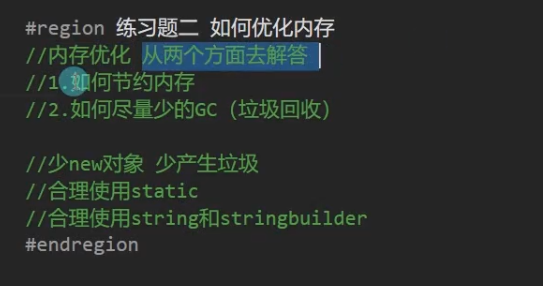 #region 练习题二 如何优化内存
//内存优化 从两个方面去解答
//1.如何节约内存
//2.如何尽量少的GC（垃圾回收）
//少new对象 少产生垃圾
//合理使用static
//合理使用string和stringbuilder
#endregion